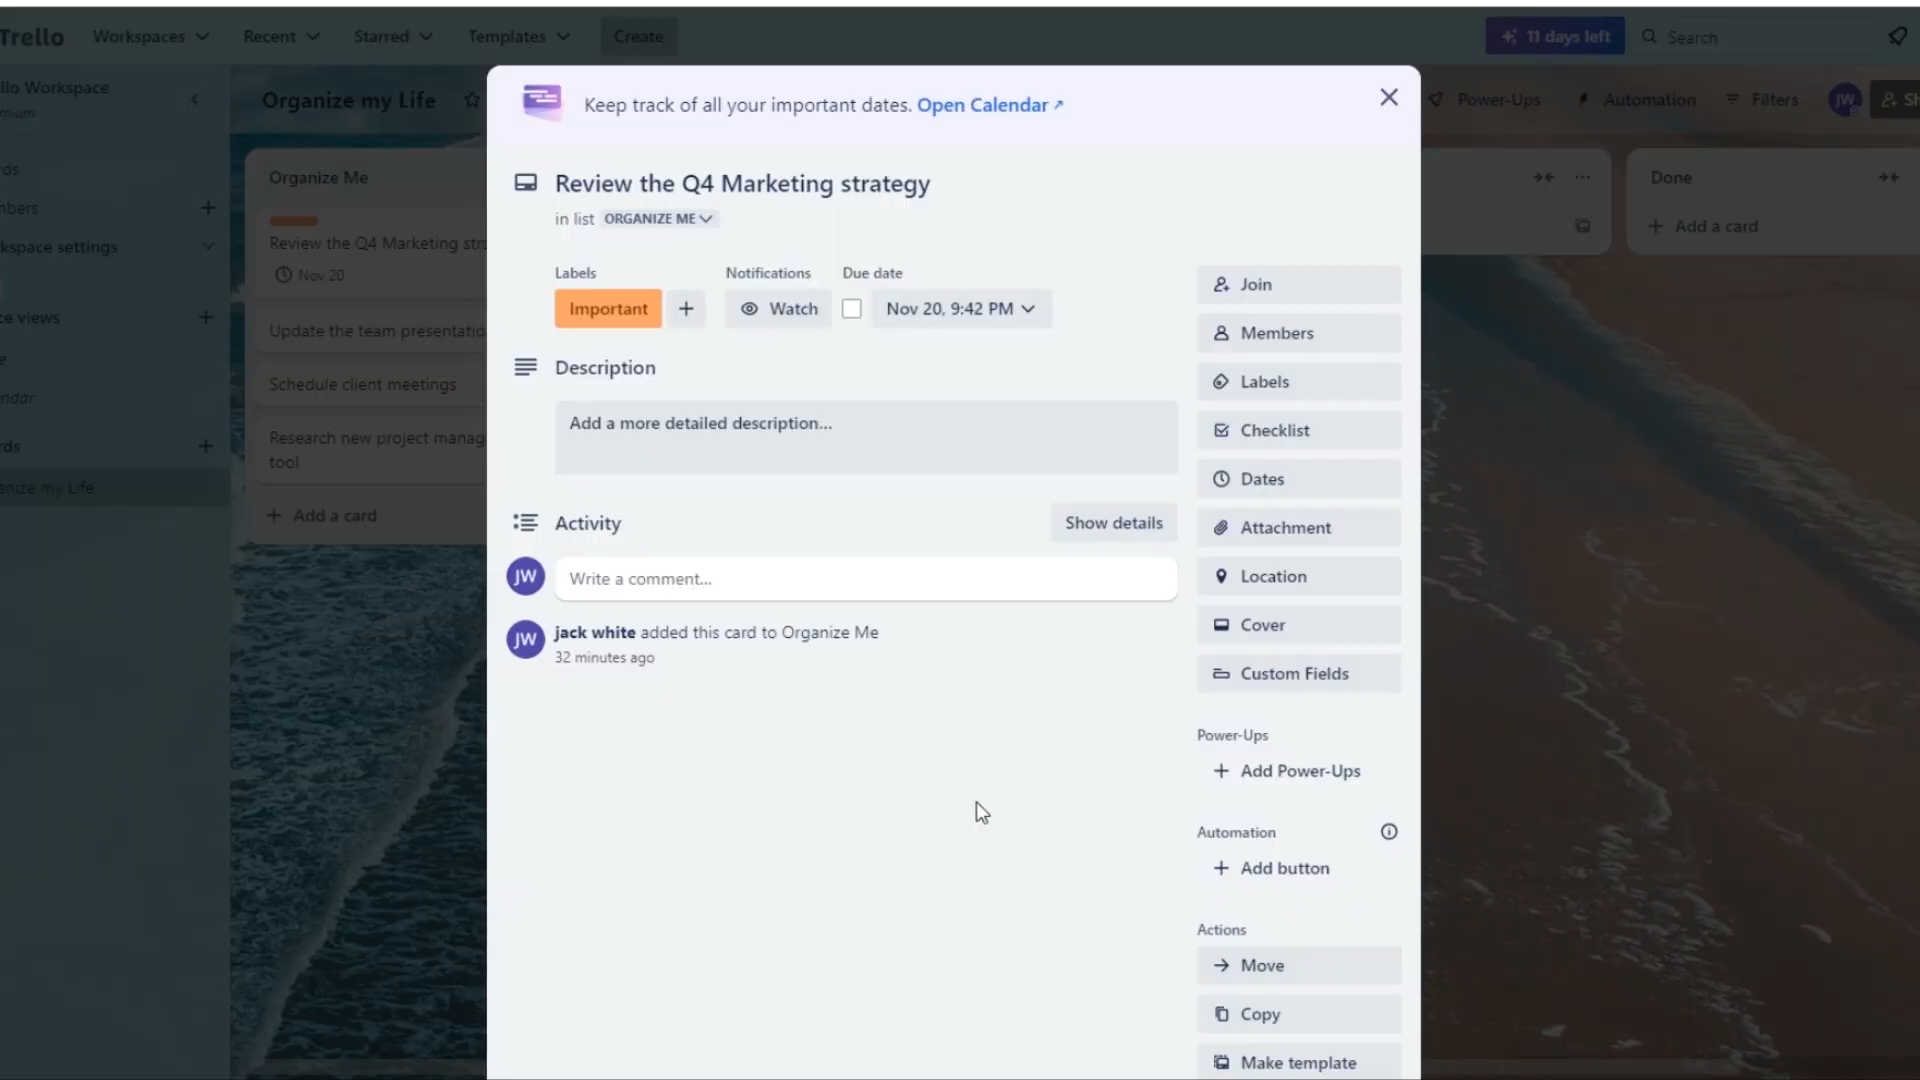 Trello
Workspaces
Recent
Starred
Templates
Create
11 days left
Search
llo Workspace
mium
Organize my Life
Power-Ups
Automation
Filters
JW
Sh
Keep track of all your important dates. Open Calendar ↗
Review the Q4 Marketing strategy
in list ORGANIZE ME
Labels
Important
+
Notifications
Watch
Due date
Nov 20, 9:42 PM
Description
Add a more detailed description...
Activity
Show details
JW
Write a comment...
JW
jack white added this card to Organize Me
32 minutes ago
Join
Members
Labels
Checklist
Dates
Attachment
Location
Cover
Custom Fields
Power-Ups
+ Add Power-Ups
Automation
+ Add button
Actions
Move
Copy
Make template
rds
mbers
kspace settings
ce views
e
ndar
rds
anize my Life
Organize Me
Review the Q4 Marketing stra
Nov 20
Update the team presentatio
Schedule client meetings
Research new project manag
tool
+ Add a card
Done
+ Add a card